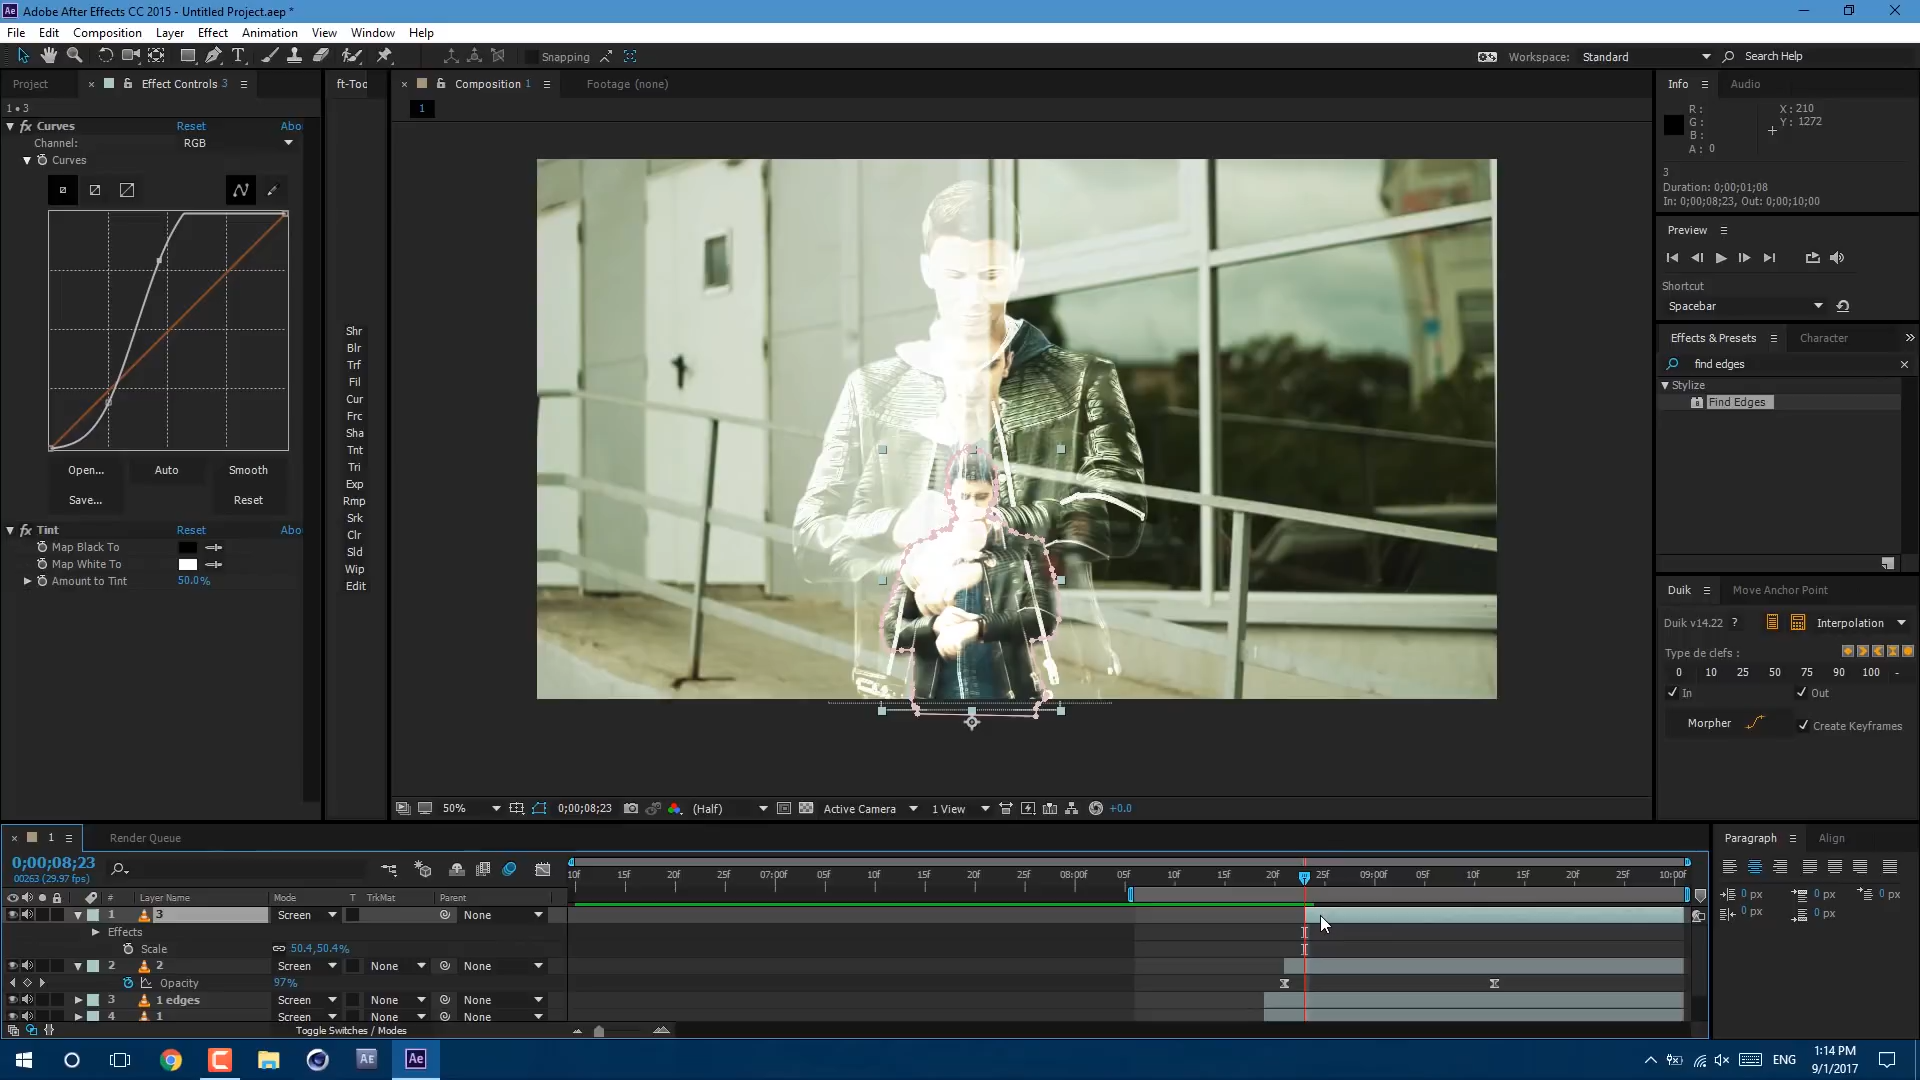 Adobe After Effects CC 2015 - Untitled Project.aep *
File Edit Composition Layer Effect Animation View Window Help
Snapping
Workspace: Standard
Search Help
Project
Effect Controls 3
ft-Toc
Composition 1
Footage (none)
1
1 • 3
fx Curves Reset Abo
Channel: RGB
Curves
Open... Auto Smooth
Save... Reset
fx Tint Reset Abo
Map Black To
Map White To
Amount to Tint 50.0%
Shr
Blr
Trf
Fil
Cur
Frc
Sha
Tnt
Tri
Exp
Rmp
Srk
Clr
Sld
Wip
Edit
50% 0;00;08;23 (Half) Active Camera 1 View +0.0
Info Audio
R :
G :
B :
A : 0
X : 210
Y : 1272
3
Duration: 0;00;01;08
In: 0;00;08;23, Out: 0;00;10;00
Preview
Shortcut
Spacebar
Effects & Presets Character
find edges
Stylize
Find Edges
Duik Move Anchor Point
Duik v14.22 ? Interpolation
Type de clefs :
0 10 25 50 75 90 100 -
In Out
Morpher Create Keyframes
1 Render Queue
0;00;08;23
00263 (29.97 fps)
10f 15f 20f 25f 07:00f 05f 10f 15f 20f 25f 08:00f 05f 10f 15f 20f 25f 09:00f 05f 10f 15f 20f 25f 10:00f
# Layer Name Mode T TrkMat Parent
1 3 Screen None
Effects
Scale 50.4,50.4%
2 2 Screen None None
Opacity 97%
3 1 edges Screen None None
4 1 Screen None None
Toggle Switches / Modes
Paragraph Align
0 px 0 px 0 px
0 px 0 px
Ae
ENG
1:14 PM
9/1/2017